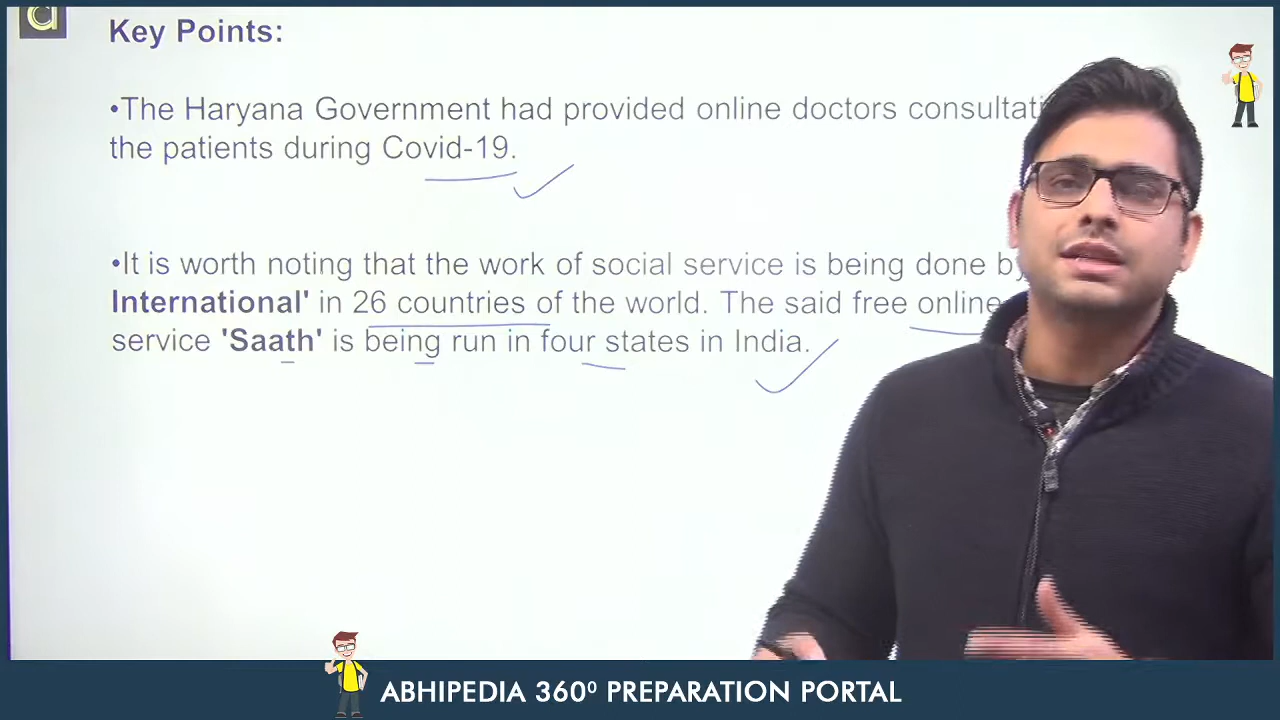 a
Key Points:
•The Haryana Government had provided online doctors
the patients during Covid-19.
•It is worth noting that the work of social service is being done by
International' in 26 countries of the world. The said free online
service 'Saath' is being run in four states in India.
ABHIPEDIA 360⁰ PREPARATION PORTAL